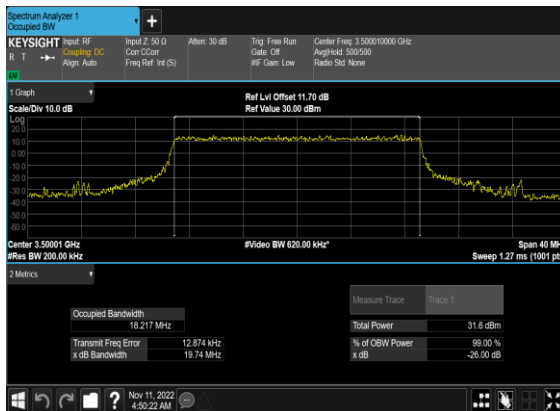 Spectrum Analyzer 1
Occupied BW
KEYSIGHT Input: RF Input Z: 50 Ω Atten: 30 dB Trig: Free Run Center Freq: 3.500010000 GHz
R T Coupling: DC Corr CCorr Gate: Off Avg|Hold: 500/500
Align: Auto Freq Ref: Int (S) #IF Gain: Low Radio Std: None
1 Graph
Ref Lvl Offset 11.70 dB
Scale/Div 10.0 dB Ref Value 30.00 dBm
Log
20.0
10.0
0.00
-10.0
-20.0
-30.0
-40.0
-50.0
-60.0
Center 3.50001 GHz #Video BW 620.00 kHz* Span 40 MH
#Res BW 200.00 kHz Sweep 1.27 ms (1001 pt
2 Metrics
Measure Trace Trace 1
Occupied Bandwidth
18.217 MHz Total Power 31.6 dBm
Transmit Freq Error 12.874 kHz % of OBW Power 99.00 %
x dB Bandwidth 19.74 MHz x dB -26.00 dB
Nov 11, 2022
4:50:22 AM